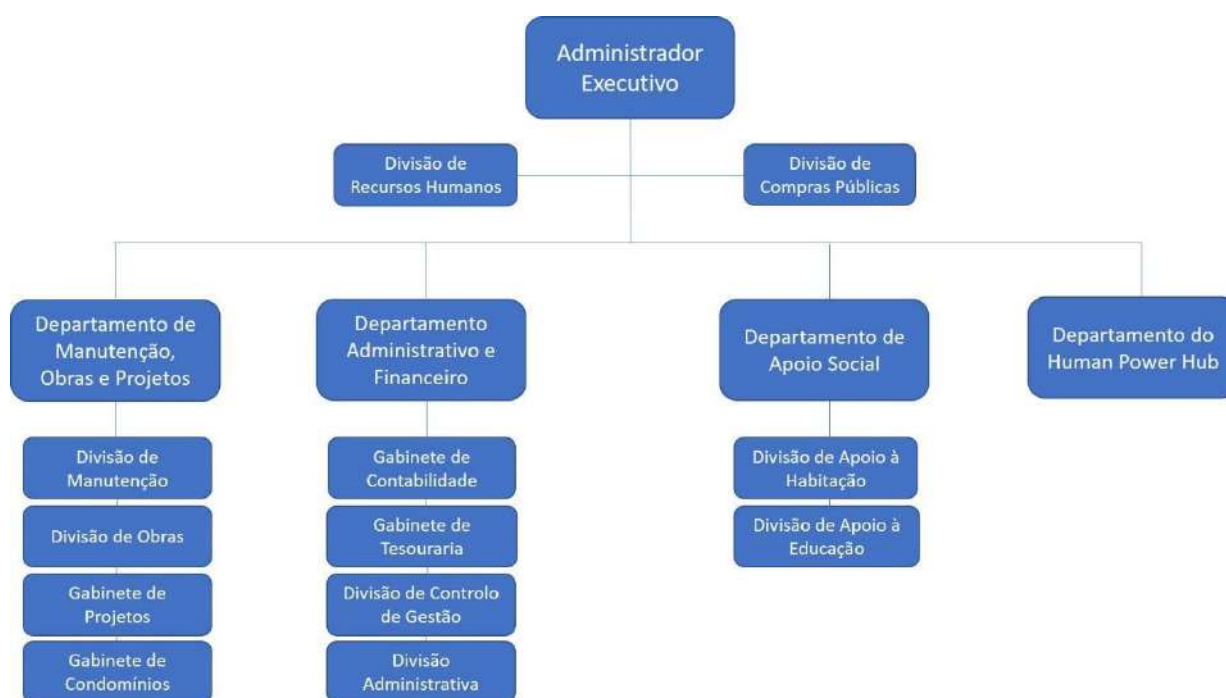 Administrador
Executivo
Divisão de
Recursos Humanos
Divisão de
Compras Públicas
Departamento de
Manutenção,
Obras e Projetos
Departamento
Administrativo e
Financeiro
Departamento de
Apoio Social
Departamento do
Human Power Hub
Divisão de
Manutenção
Divisão de Obras
Gabinete de
Projetos
Gabinete de
Condomínios
Gabinete de
Contabilidade
Gabinete de
Tesouraria
Divisão de Controlo
de Gestão
Divisão
Administrativa
Divisão de Apoio à
Habitação
Divisão de Apoio à
Educação